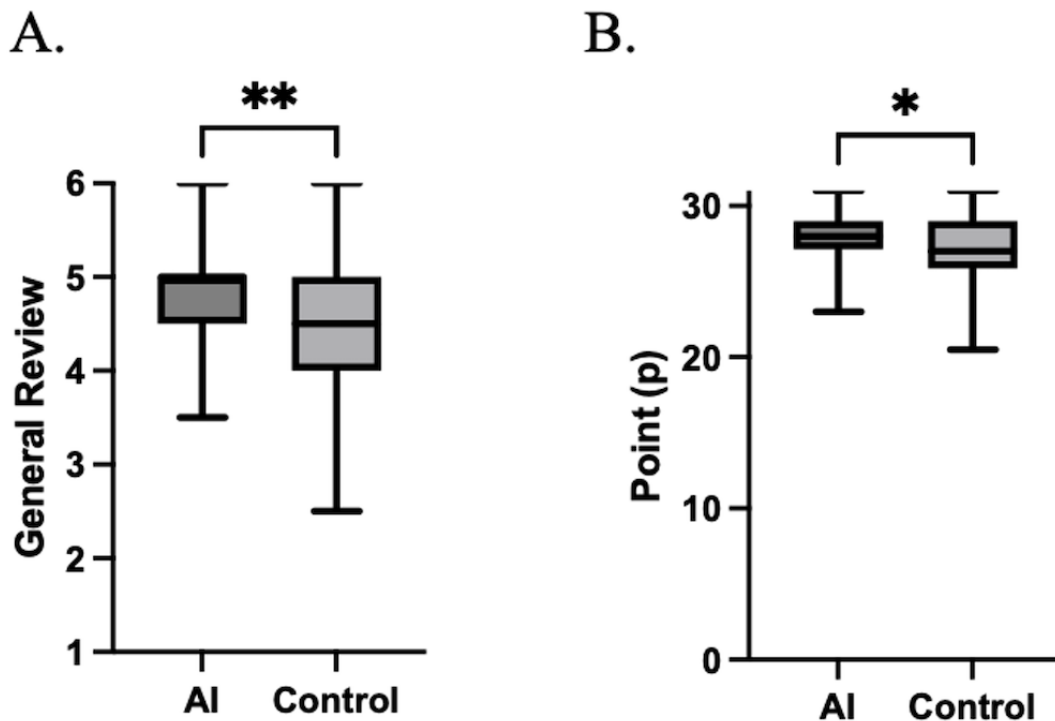 A.
**
General Review
6
5
4
3
2
1
AI Control
B.
*
Point (p)
30
20
10
0
AI Control